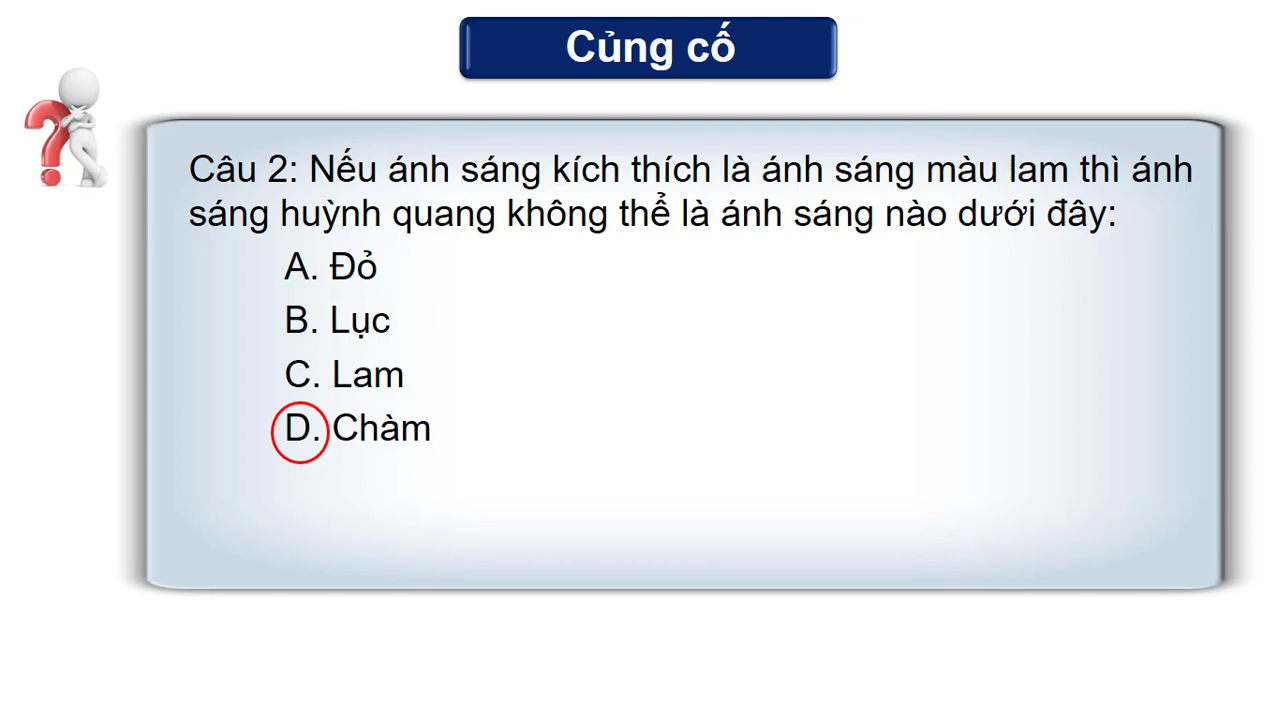 Củng cố
Câu 2: Nếu ánh sáng kích thích là ánh sáng màu lam thì ánh
sáng huỳnh quang không thể là ánh sáng nào dưới đây:
A. Đỏ
B. Lục
C. Lam
D. Chàm